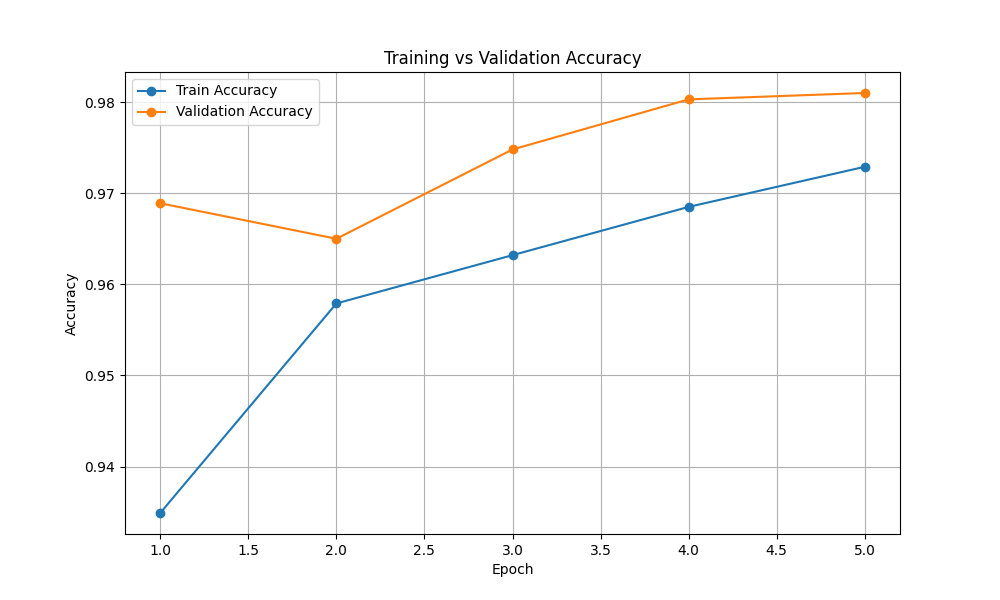 Training vs Validation Accuracy
Train Accuracy
Validation Accuracy
0.98
0.97
0.96
0.95
0.94
Accuracy
1.0 1.5 2.0 2.5 3.0 3.5 4.0 4.5 5.0
Epoch